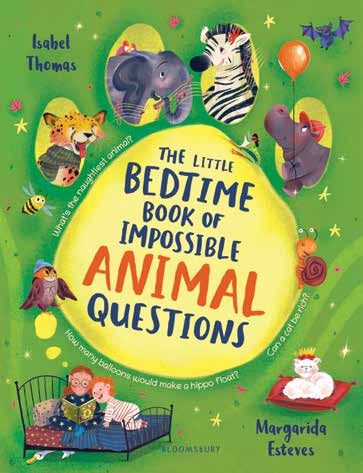 Isabel
Thomas
What's the naughtiest animal?
THE LITTLE
BEDTIME
BOOK OF
IMPOSSIBLE
ANIMAL
QUESTIONS
Can a cat be rich?
How many balloons would make a hippo float?
BLOOMSBURY
Margarida
Esteves